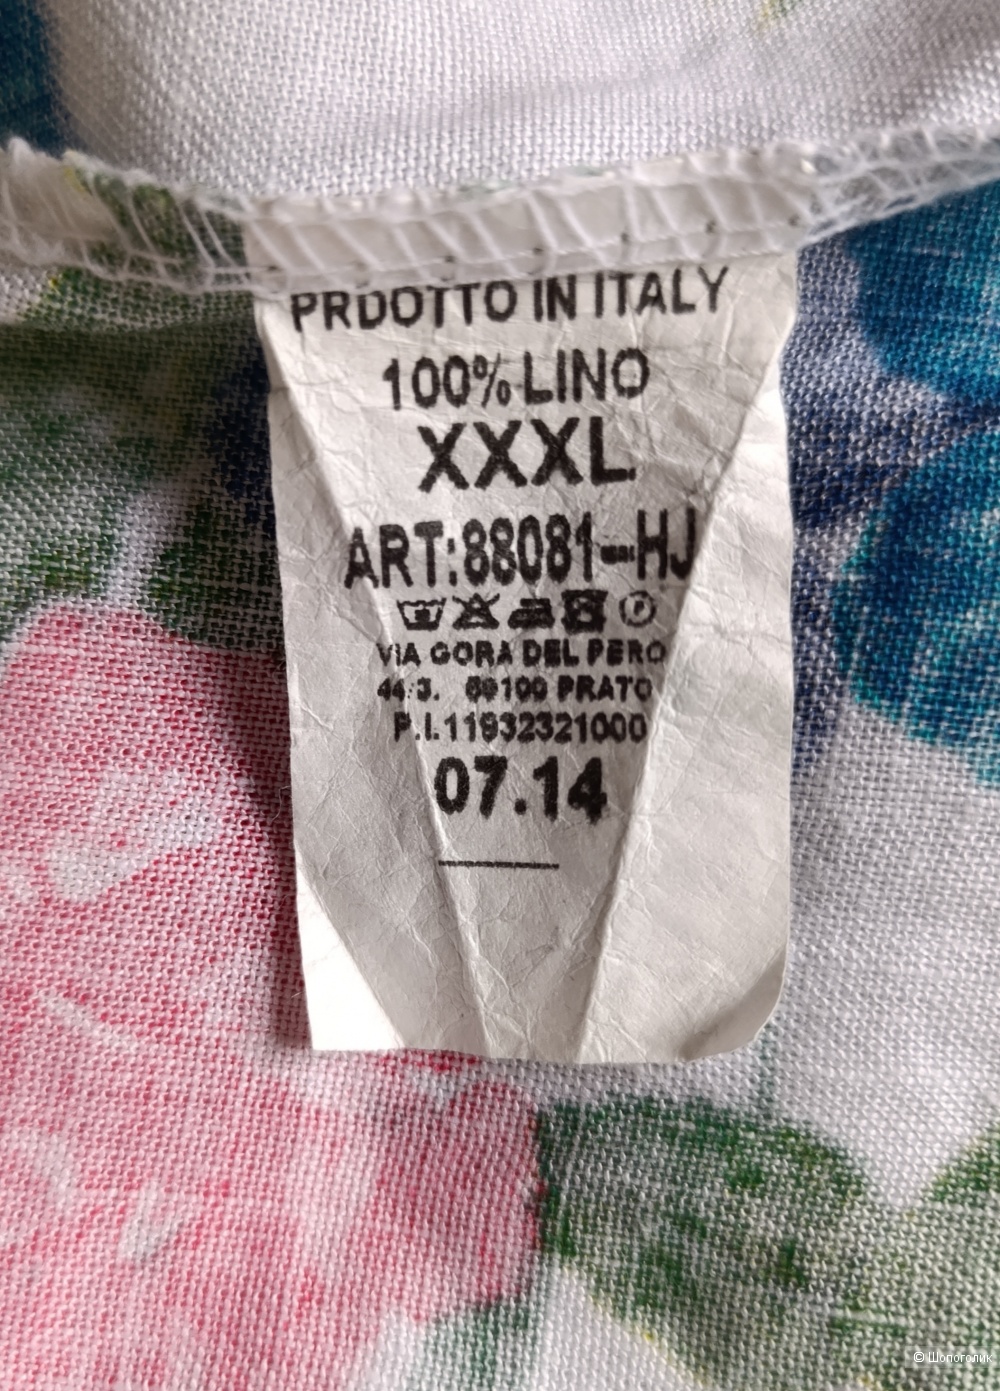 PRDOTTO IN ITALY
100% LINO
XXXL
ART:88081-HJ
P
VIA GORA DEL PERO
44/3. 59100 PRATO
P.I.11932321000
07.14
© Шопоголик